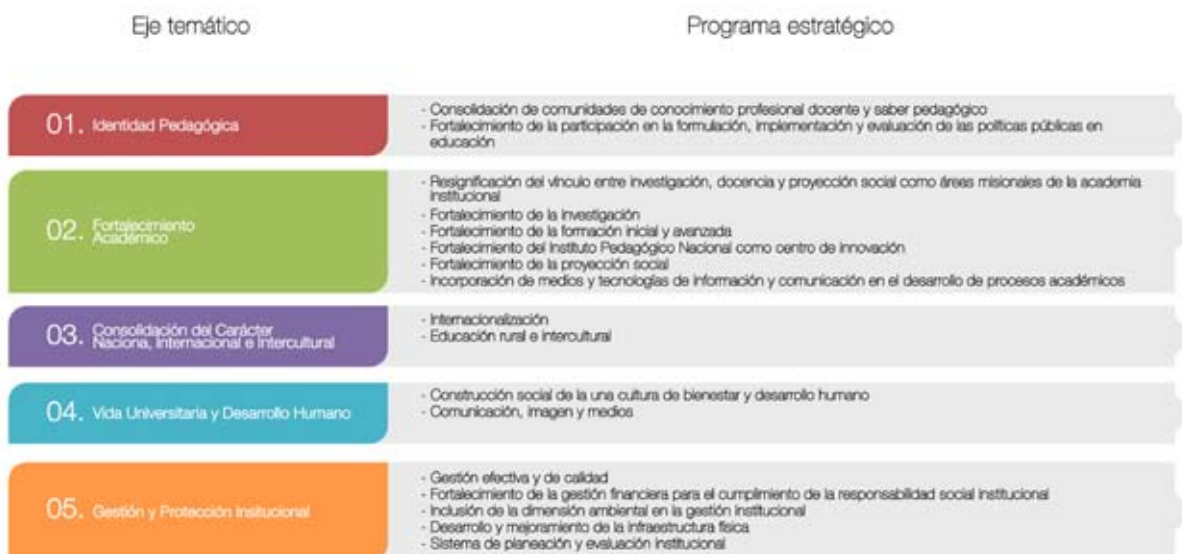 Eje temático
Programa estratégico
01. Identidad Pedagógica
- Consolidación de comunidades de conocimiento profesional docente y saber pedagógico
- Fortalecimiento de la participación en la formulación, implementación y evaluación de las políticas públicas en
educación
02. Fortalecimiento
Académico
- Resignificación del vínculo entre investigación, docencia y proyección social como áreas misionales de la academia
institucional
- Fortalecimiento de la investigación
- Fortalecimiento de la formación inicial y avanzada
- Fortalecimiento del Instituto Pedagógico Nacional como centro de innovación
- Fortalecimiento de la proyección social
- Incorporación de medios y tecnologías de información y comunicación en el desarrollo de procesos académicos
03. Consolidación del Carácter
Naciona, Internacional e Intercultural
- Internacionalización
- Educación rural e intercultural
04. Vida Universitaria y Desarrollo Humano
- Construcción social de la una cultura de bienestar y desarrollo humano
- Comunicación, imagen y medios
05. Gestión y Protección Insitucional
- Gestión efectiva y de calidad
- Fortalecimiento de la gestión financiera para el cumplimiento de la responsabilidad social institucional
- Inclusión de la dimensión ambiental en la gestión institucional
- Desarrollo y mejoramiento de la infraestructura física
- Sistema de planeación y evaluación institucional